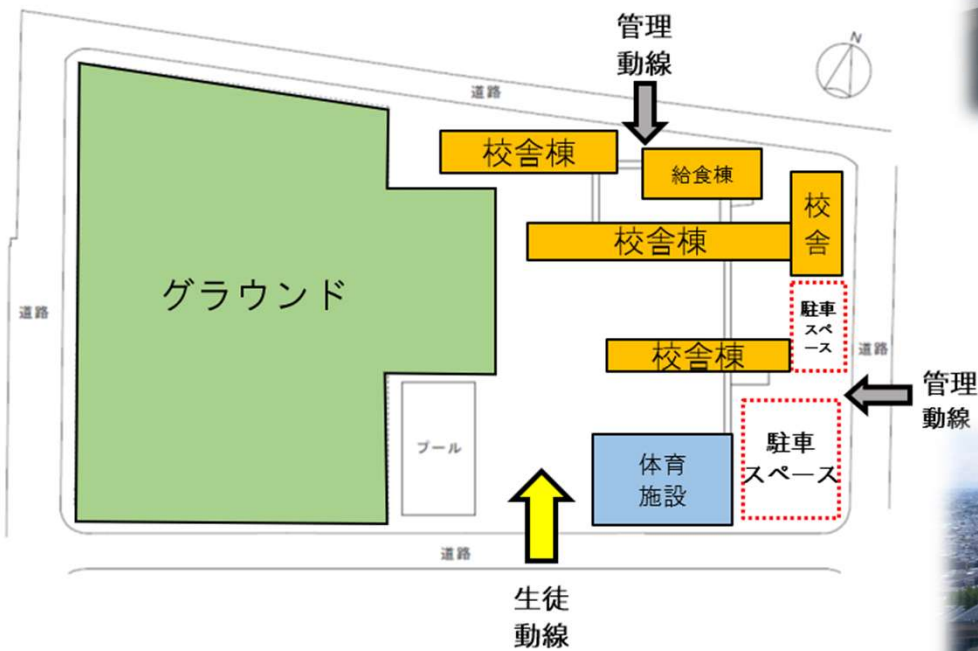 管理
動線
N
道路
校舎棟
給食棟
校
舎
校舎棟
グラウンド
道路
駐車
スペ
ース
道路
校舎棟
管理
動線
プール
体育
施設
駐車
スペース
道路
生徒
動線